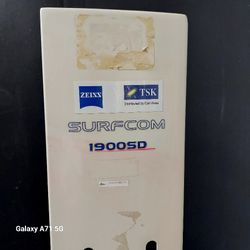 ZEISS
TSK
SURFCOM
1900SD
Galaxy A71 5G